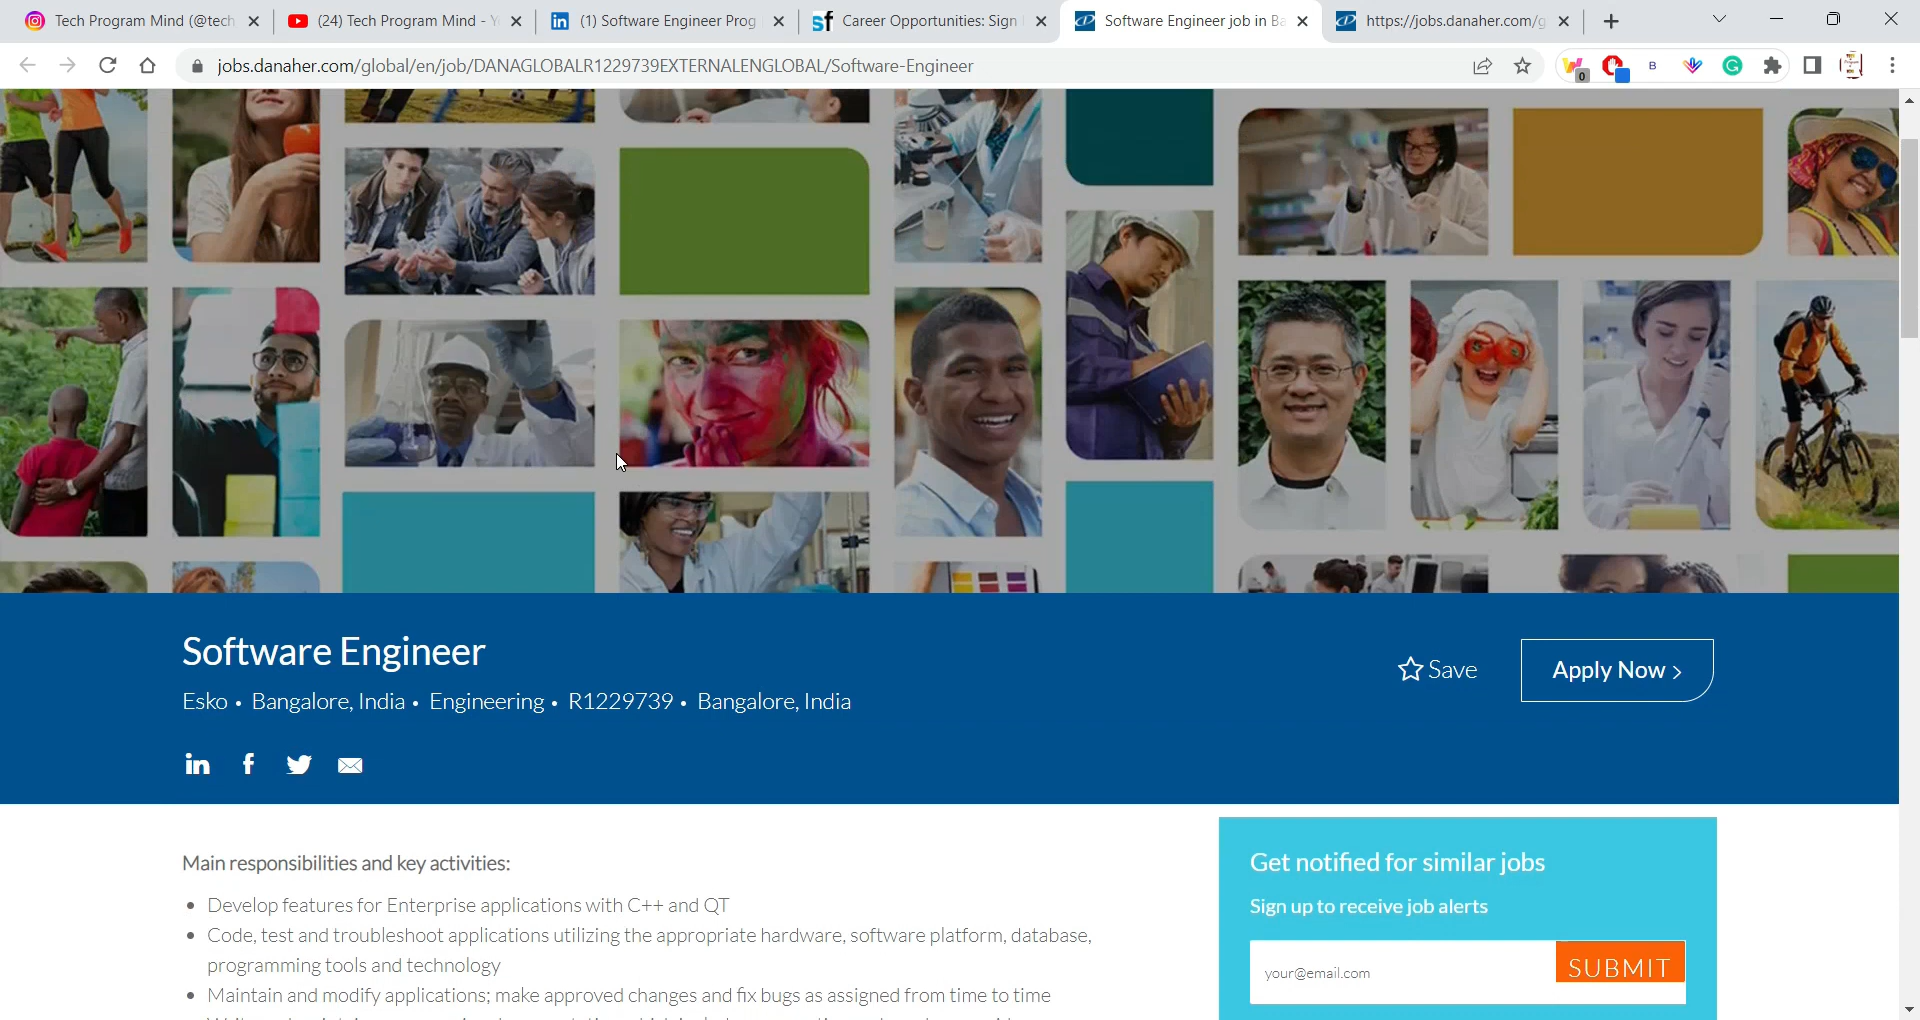 Tech Program Mind (@tech
(24) Tech Program Mind - Y
(1) Software Engineer Prog
Career Opportunities: Sign
Software Engineer job in Ba
https://jobs.danaher.com/g
jobs.danaher.com/global/en/job/DANAGLOBALR1229739EXTERNALENGLOBAL/Software-Engineer
Software Engineer
Esko • Bangalore, India • Engineering • R1229739 • Bangalore, India
Save
Apply Now >
Main responsibilities and key activities:
• Develop features for Enterprise applications with C++ and QT
• Code, test and troubleshoot applications utilizing the appropriate hardware, software platform, database,
programming tools and technology
• Maintain and modify applications; make approved changes and fix bugs as assigned from time to time
Get notified for similar jobs
Sign up to receive job alerts
your@email.com
SUBMIT